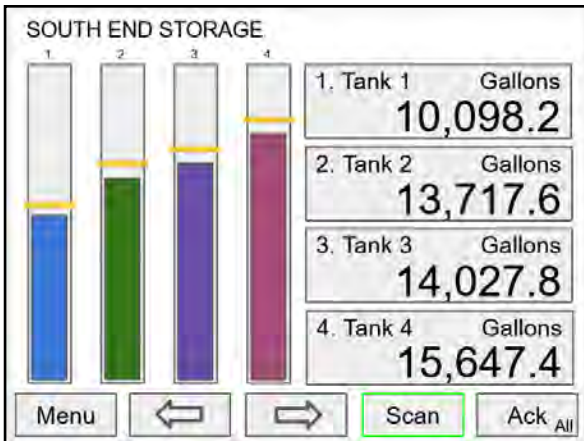 SOUTH END STORAGE
1 2 3 4
1. Tank 1 Gallons
10,098.2
2. Tank 2 Gallons
13,717.6
3. Tank 3 Gallons
14,027.8
4. Tank 4 Gallons
15,647.4
Menu Scan Ack All